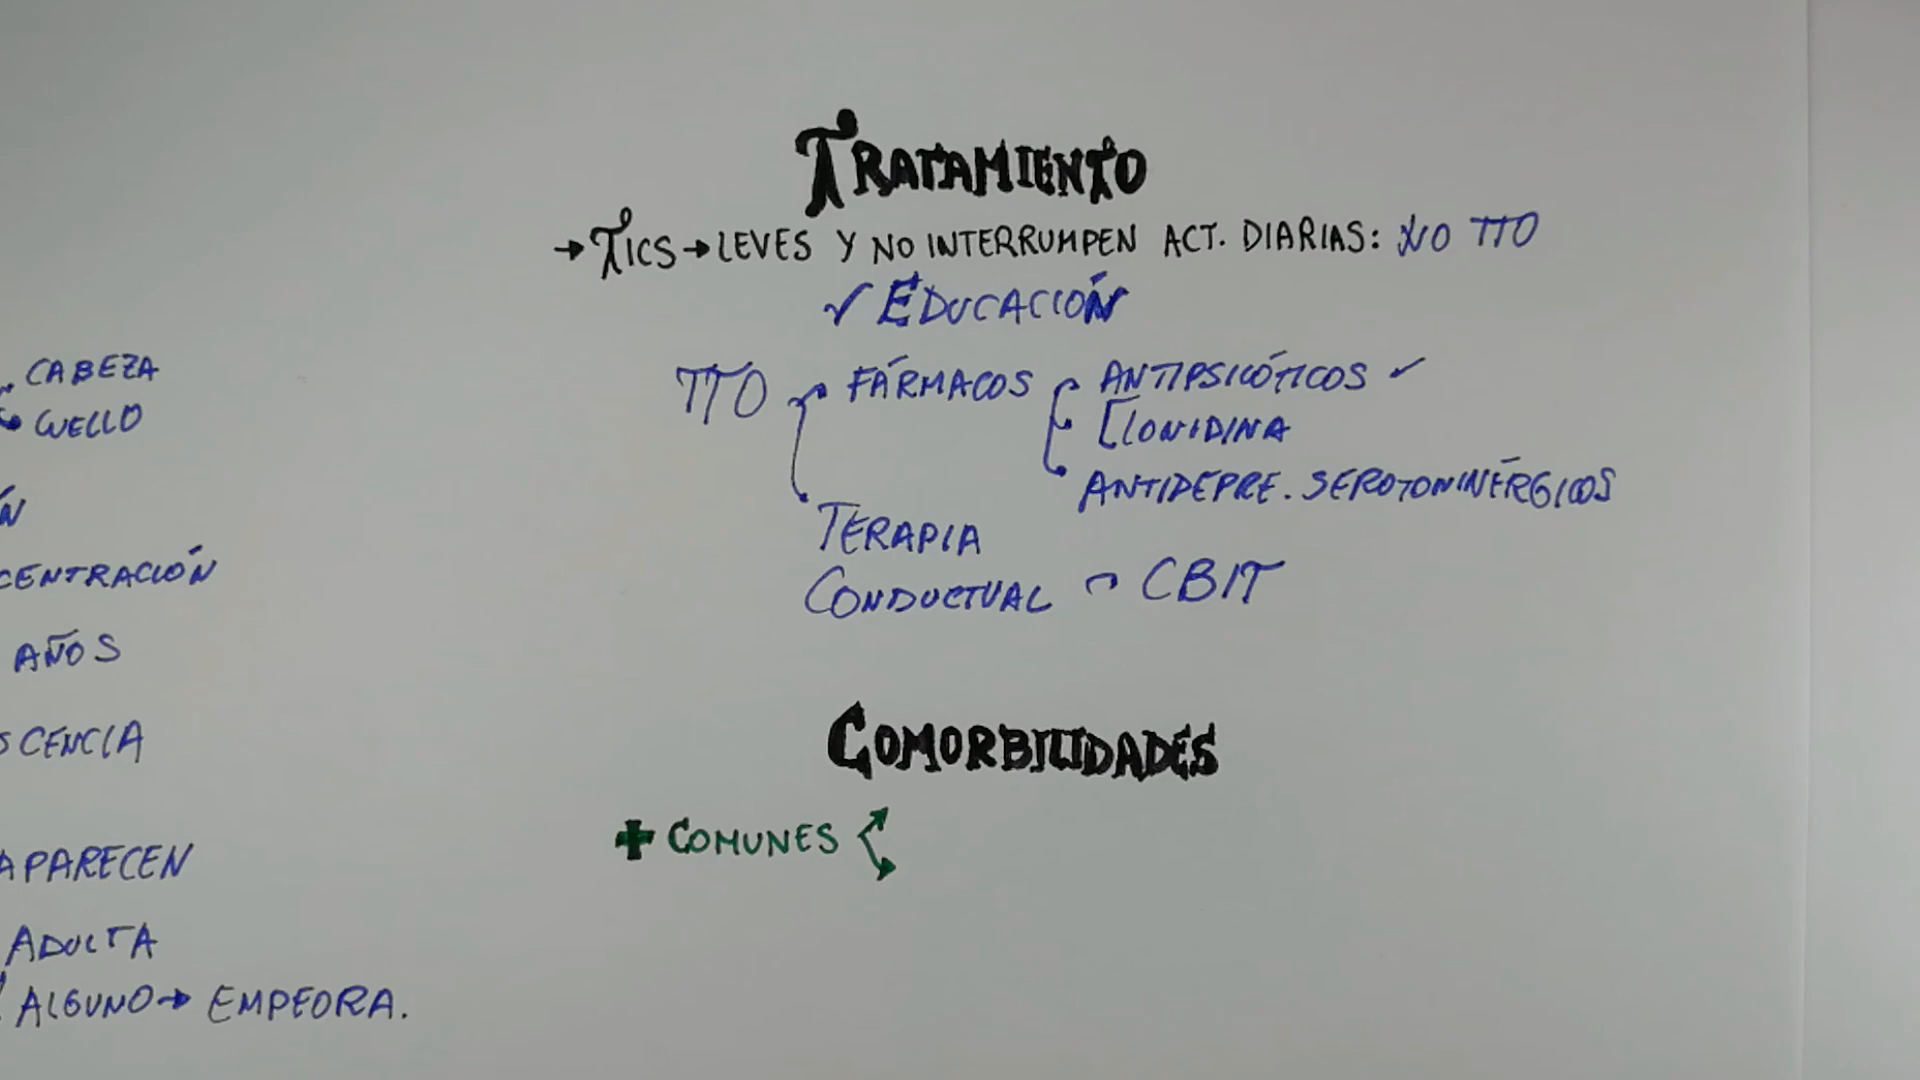 TRATAMIENTO
→ TICS → LEVES Y NO INTERRUMPEN ACT. DIARIAS: NO TTO
✓ EDUCACIÓN
TTO FÁRMACOS ANTIPSICÓTICOS ✓
CLONIDINA
ANTIDEPRE. SEROTONINÉRGICOS
TERAPIA
CONDUCTUAL → CBIT
COMORBILIDADES
+ COMUNES
CABEZA
CUELLO
ÓN
CENTRACIÓN
AÑOS
SCENCIA
APARECEN
ADULTA
ALGUNO → EMPEORA.